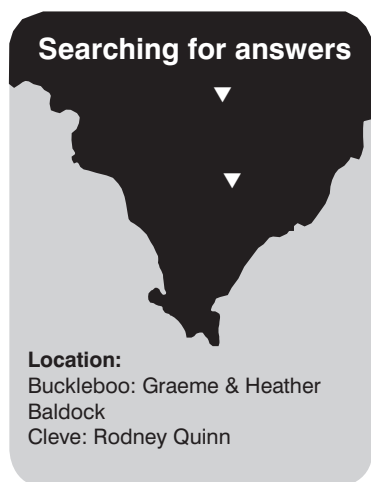 Searching for answers
Location:
Buckleboo: Graeme & Heather
Baldock
Cleve: Rodney Quinn